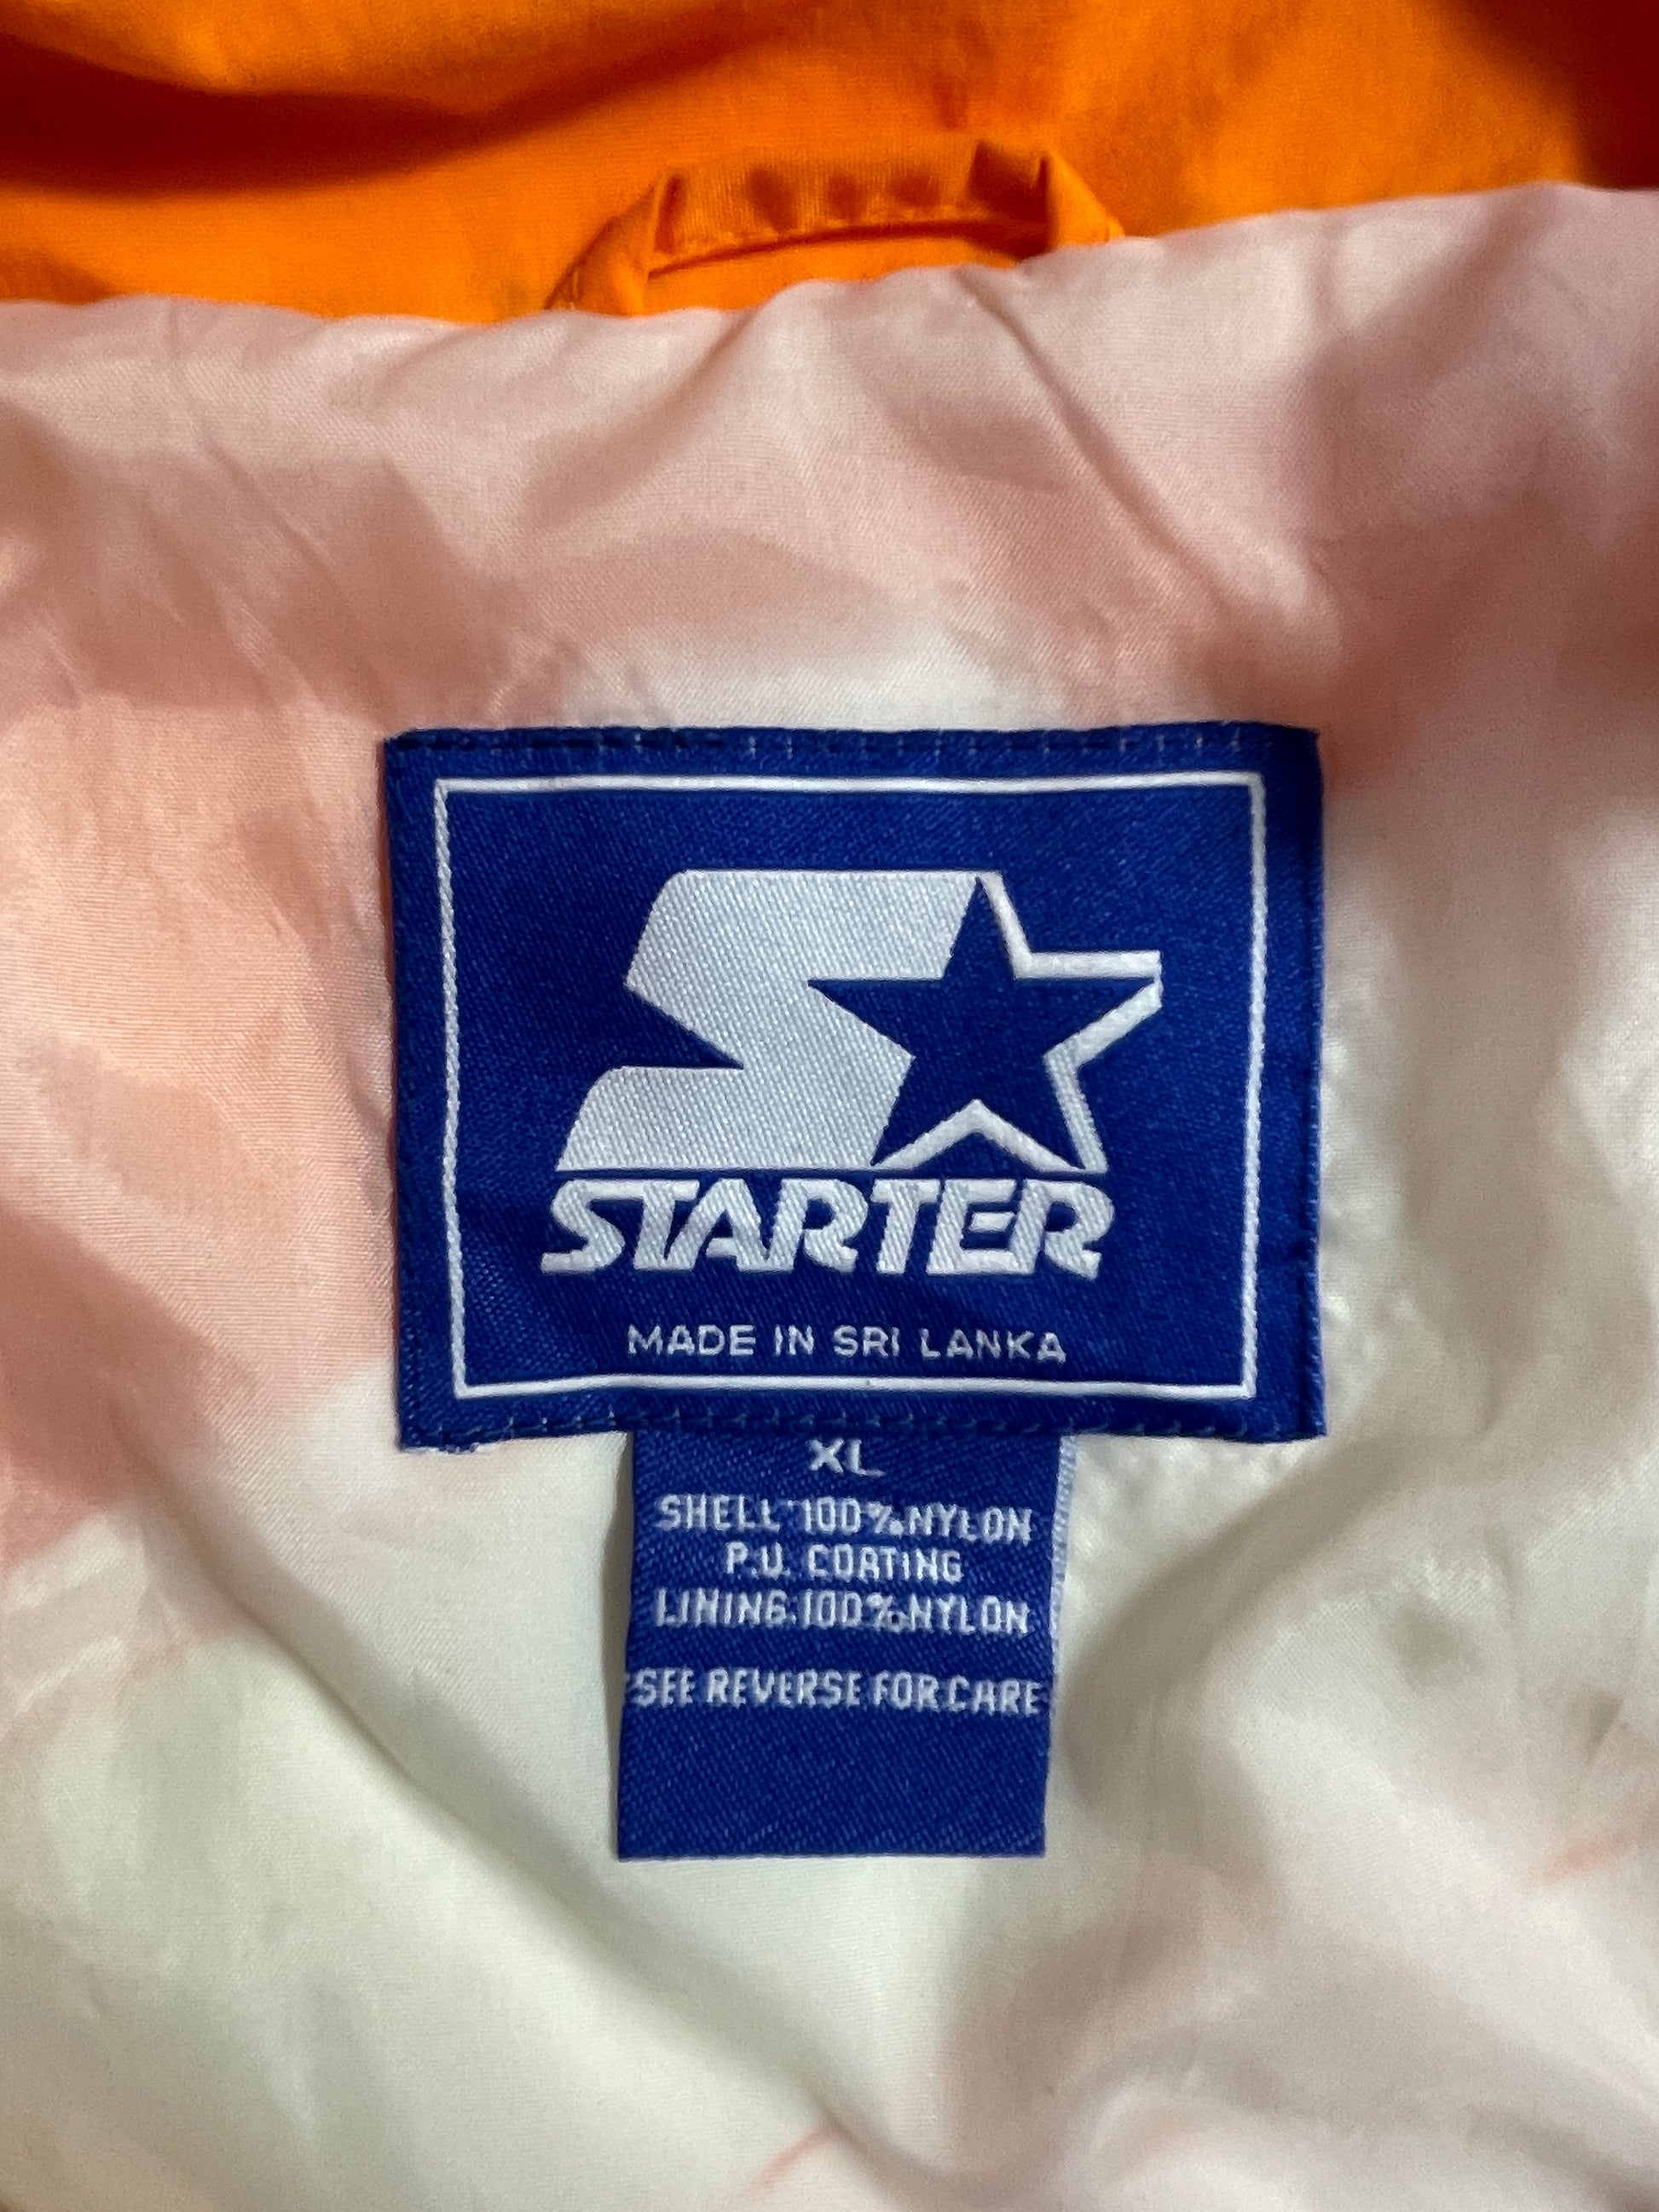 STARTER
MADE IN SRI LANKA
XL
SHELL 100% NYLON
P.U. COATING
LINING: 100% NYLON
SEE REVERSE FOR CARE